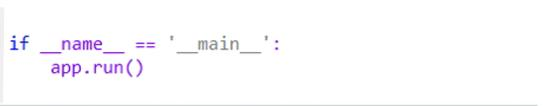 if __name__ == '__main__':
    app.run()